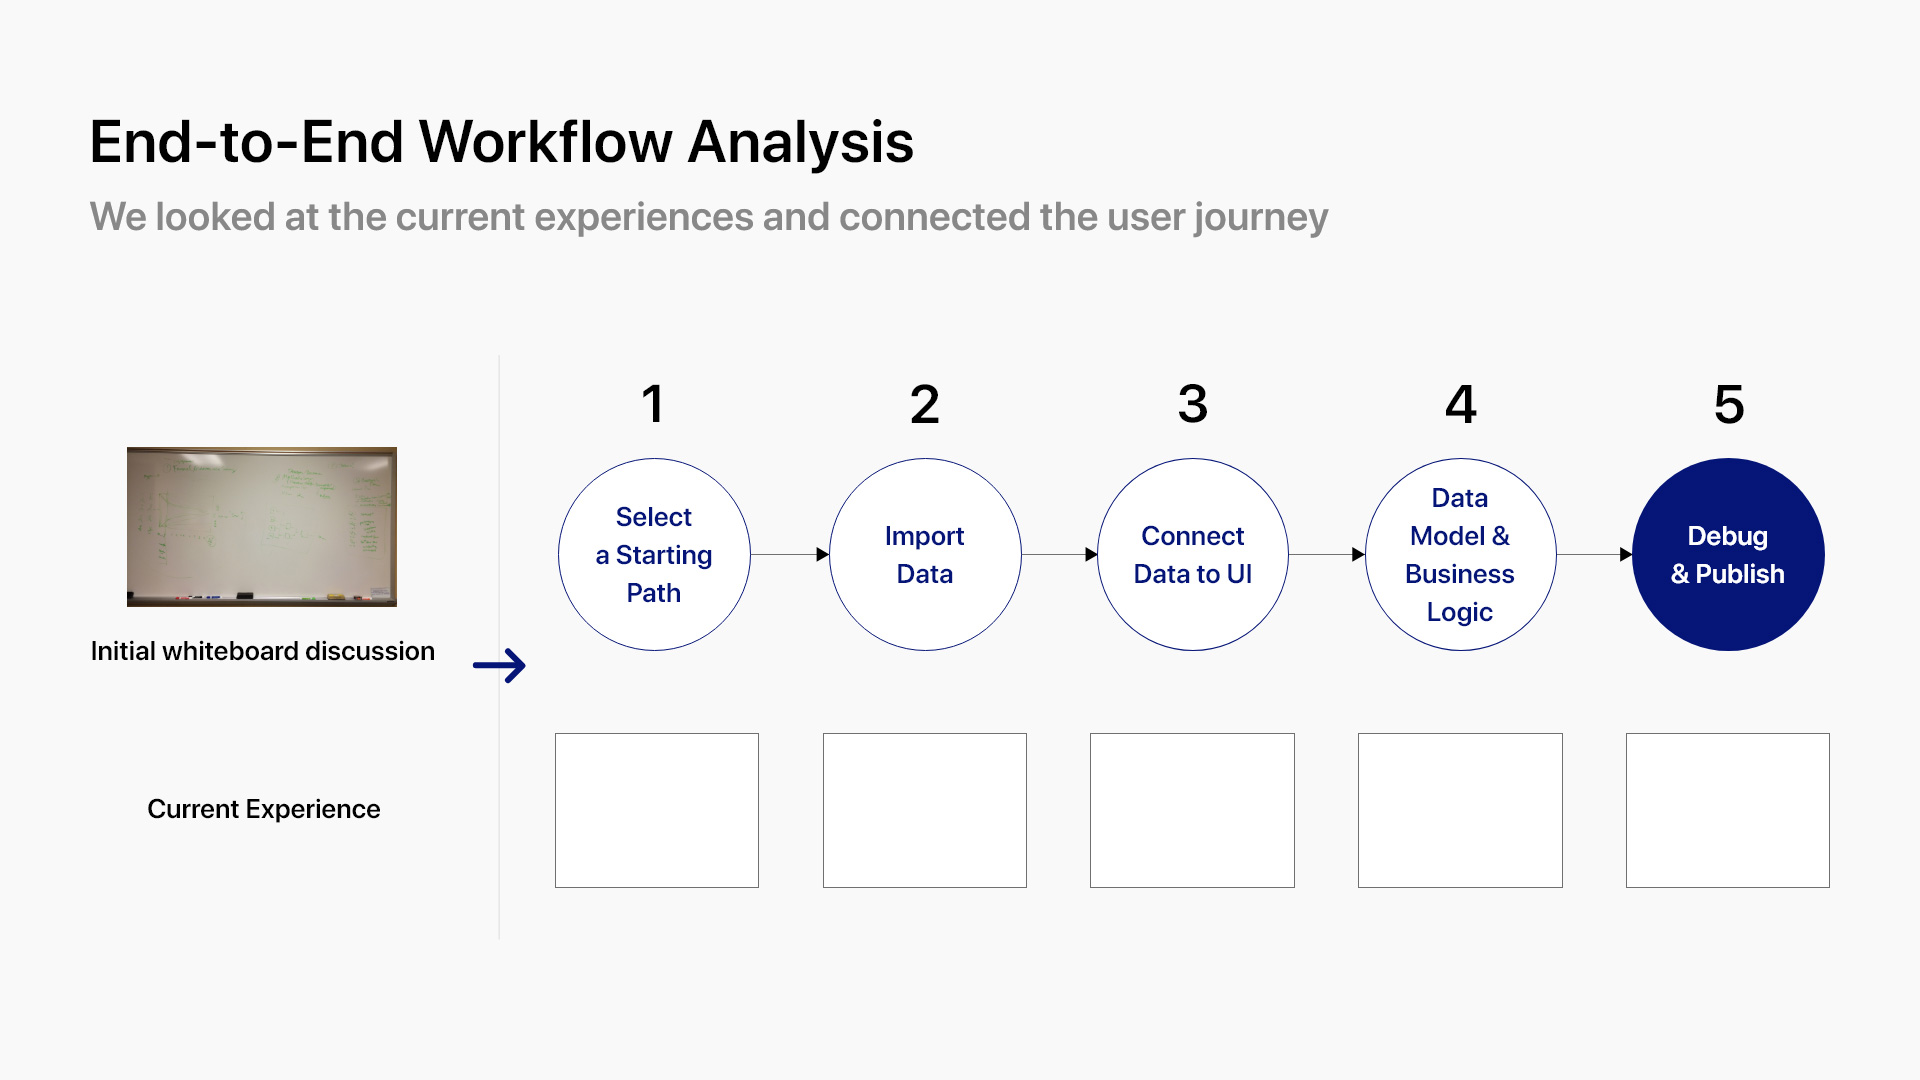 End-to-End Workflow Analysis
We looked at the current experiences and connected the user journey
1
2
3
4
5
Select
a Starting
Path
Import
Data
Connect
Data to UI
Data
Model &
Business
Logic
Debug
& Publish
Initial whiteboard discussion
Current Experience